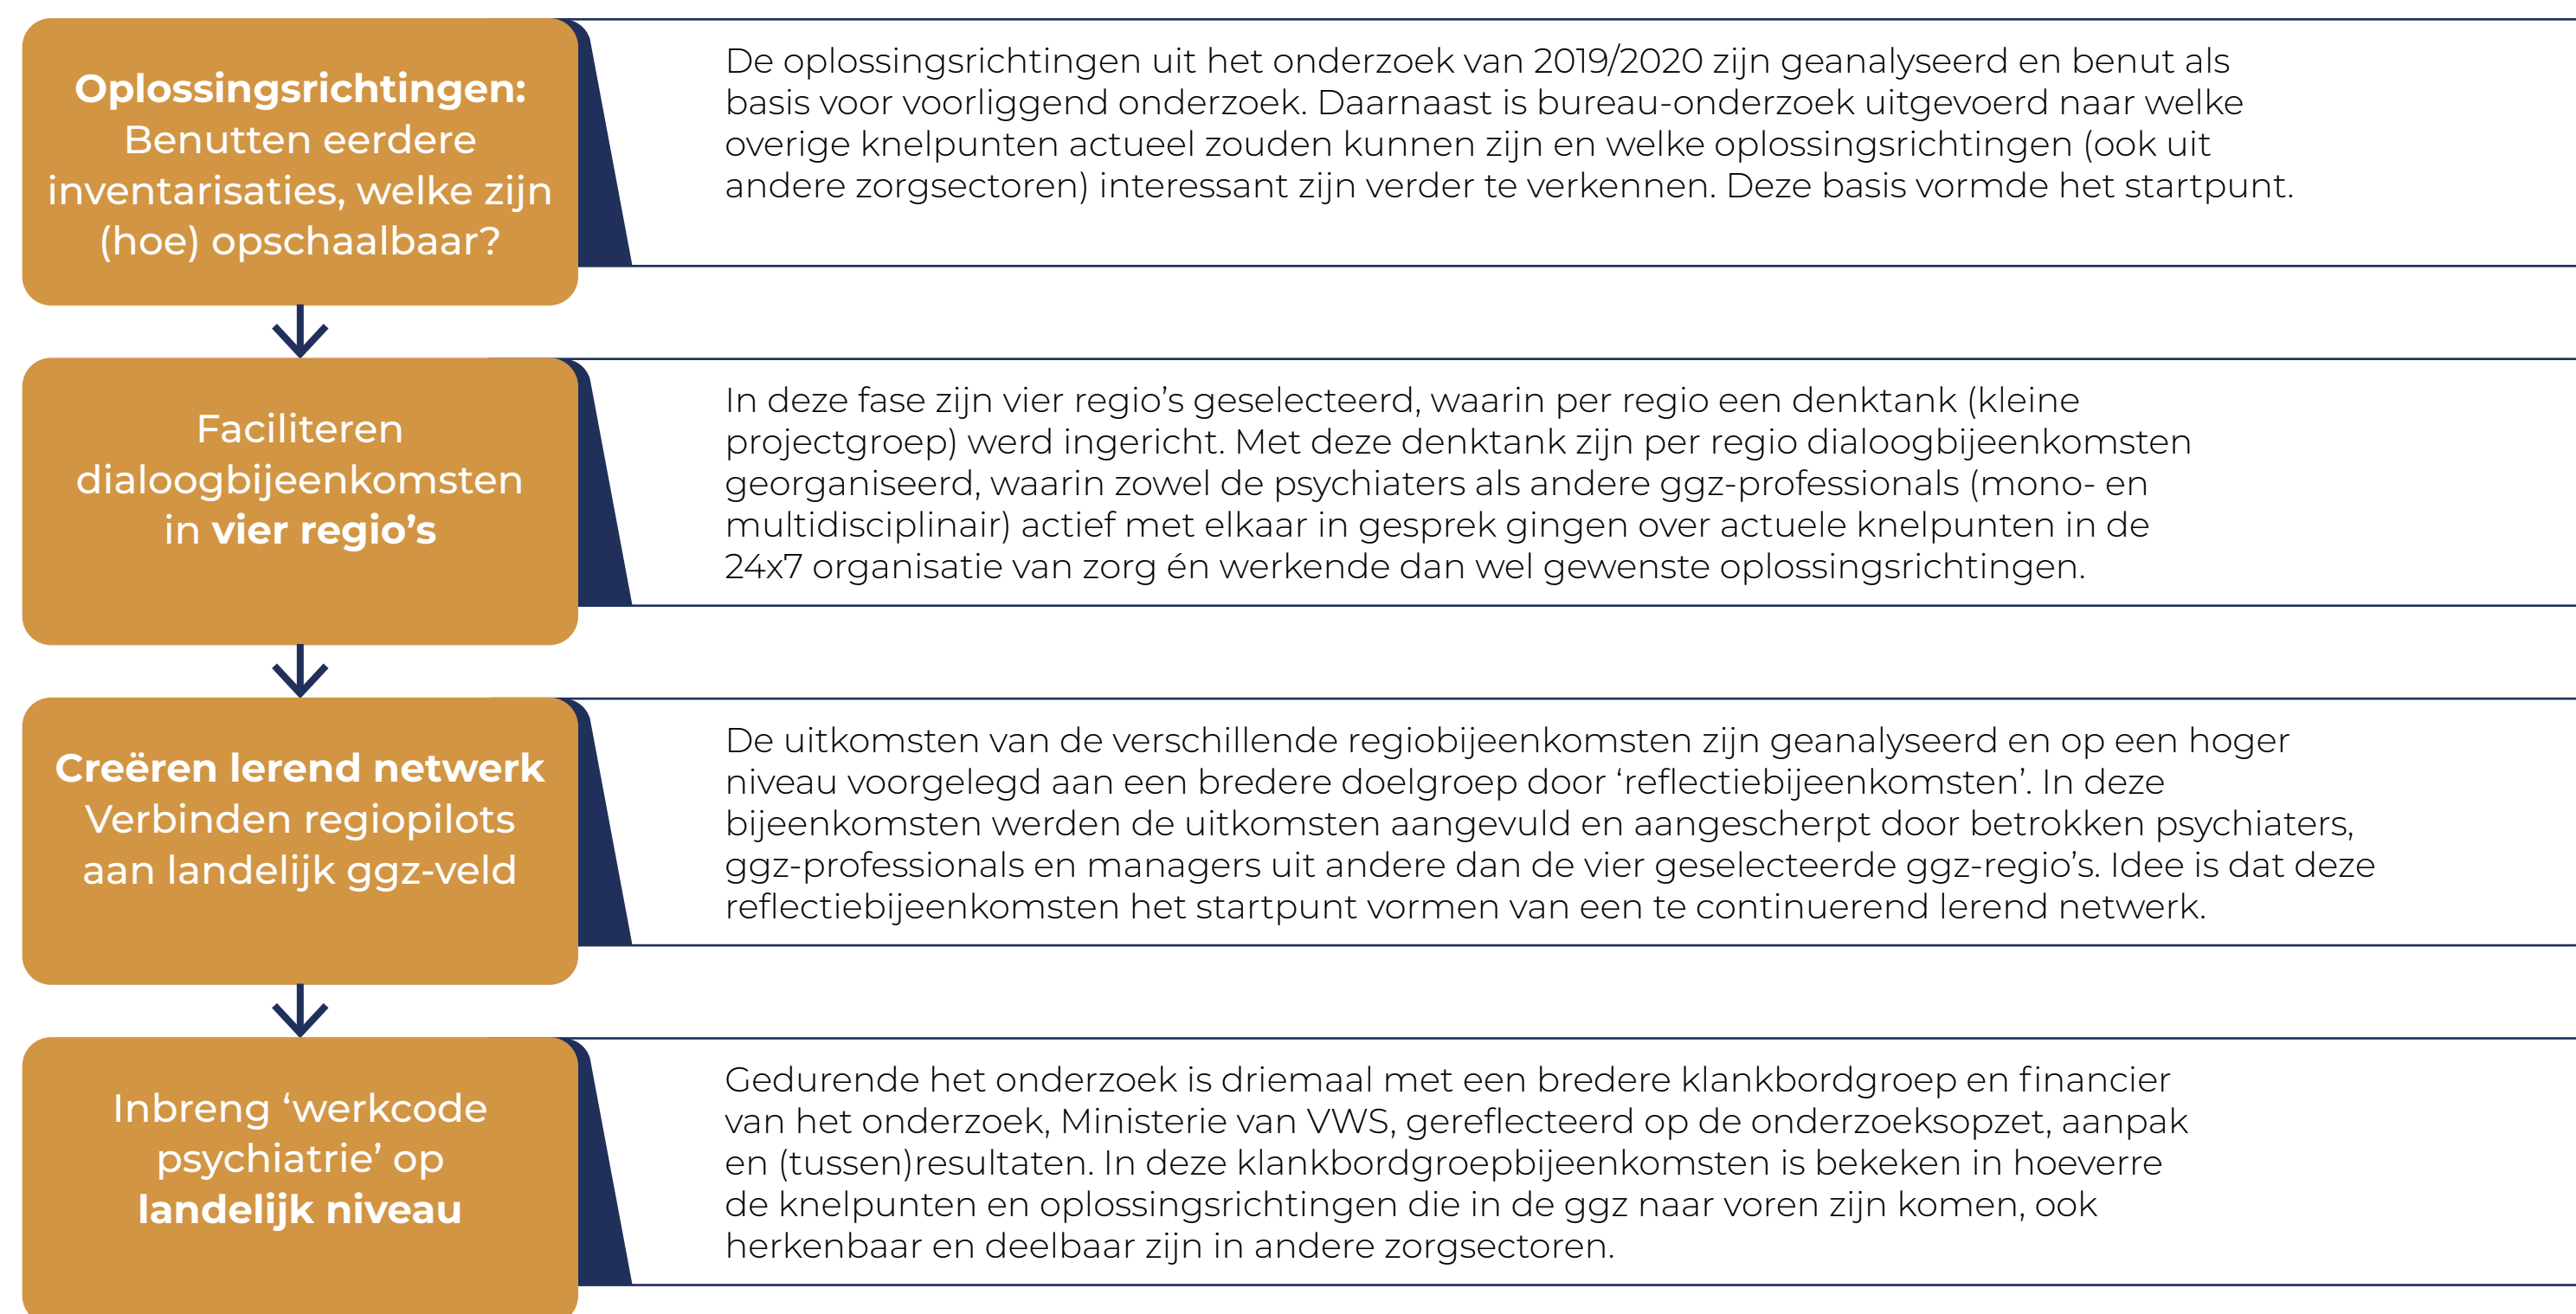 Oplossingsrichtingen:
Benutten eerdere
inventarisaties, welke zijn
(hoe) opschaalbaar?
De oplossingsrichtingen uit het onderzoek van 2019/2020 zijn geanalyseerd en benut als
basis voor voorliggend onderzoek. Daarnaast is bureau-onderzoek uitgevoerd naar welke
overige knelpunten actueel zouden kunnen zijn en welke oplossingsrichtingen (ook uit
andere zorgsectoren) interessant zijn verder te verkennen. Deze basis vormde het startpunt.
Faciliteren
dialoogbijeenkomsten
in vier regio’s
In deze fase zijn vier regio’s geselecteerd, waarin per regio een denktank (kleine
projectgroep) werd ingericht. Met deze denktank zijn per regio dialoogbijeenkomsten
georganiseerd, waarin zowel de psychiaters als andere ggz-professionals (mono- en
multidisciplinair) actief met elkaar in gesprek gingen over actuele knelpunten in de
24x7 organisatie van zorg én werkende dan wel gewenste oplossingsrichtingen.
Creëren lerend netwerk
Verbinden regiopilots
aan landelijk ggz-veld
De uitkomsten van de verschillende regiobijeenkomsten zijn geanalyseerd en op een hoger
niveau voorgelegd aan een bredere doelgroep door ‘reflectiebijeenkomsten’. In deze
bijeenkomsten werden de uitkomsten aangevuld en aangescherpt door betrokken psychiaters,
ggz-professionals en managers uit andere dan de vier geselecteerde ggz-regio’s. Idee is dat deze
reflectiebijeenkomsten het startpunt vormen van een te continuerend lerend netwerk.
Inbreng ‘werkcode
psychiatrie’ op
landelijk niveau
Gedurende het onderzoek is driemaal met een bredere klankbordgroep en financier
van het onderzoek, Ministerie van VWS, gereflecteerd op de onderzoeksopzet, aanpak
en (tussen)resultaten. In deze klankbordgroepbijeenkomsten is bekeken in hoeverre
de knelpunten en oplossingsrichtingen die in de ggz naar voren zijn komen, ook
herkenbaar en deelbaar zijn in andere zorgsectoren.